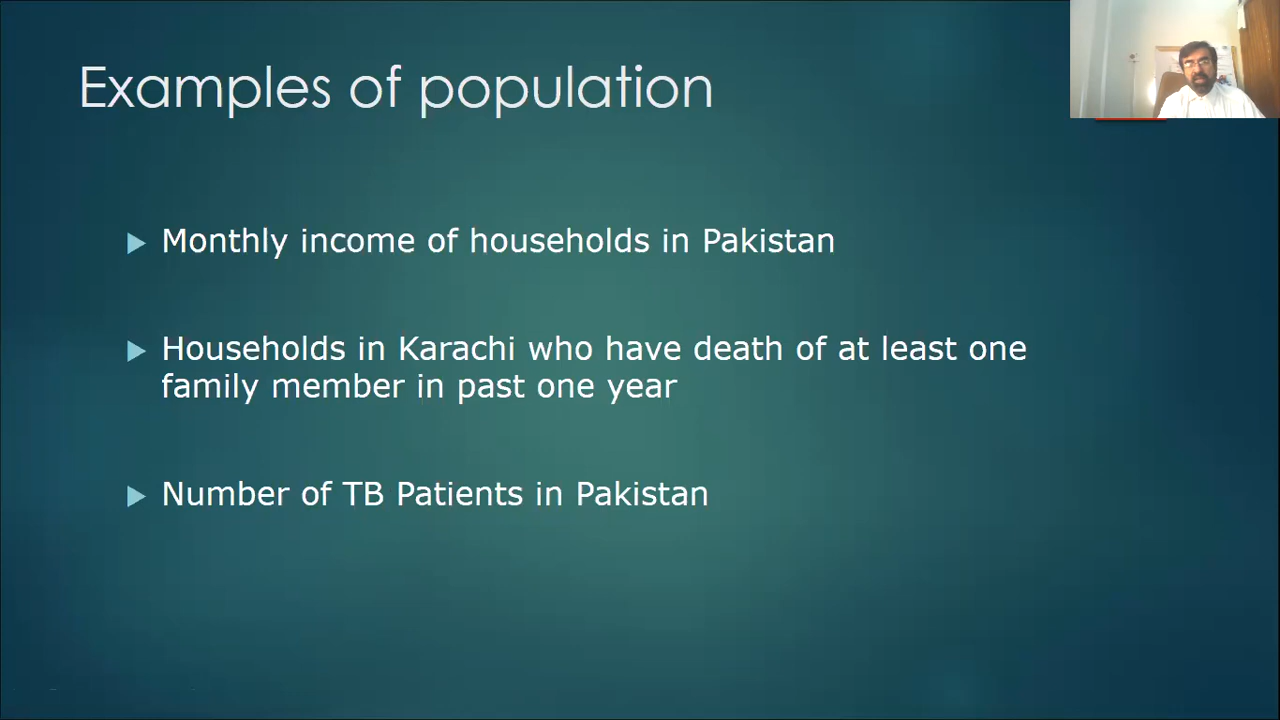 Examples of population
Monthly income of households in Pakistan
Households in Karachi who have death of at least one
family member in past one year
Number of TB Patients in Pakistan